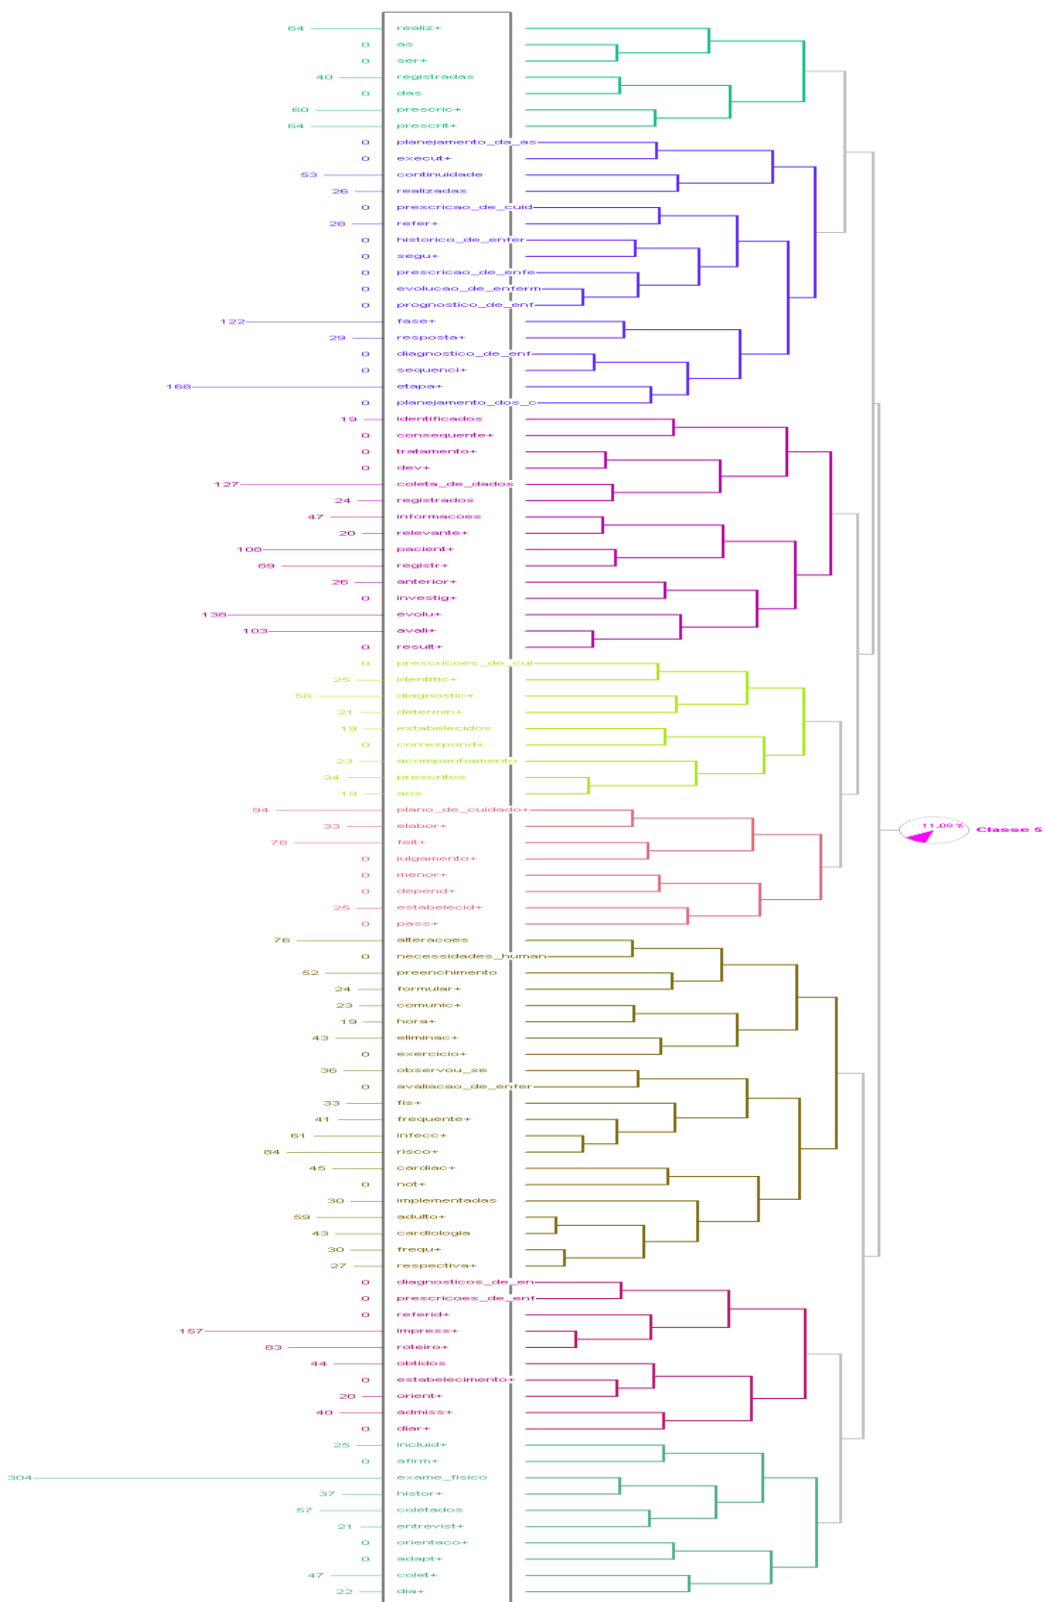 64 realiz+
0 as
0 ser+
40 registradas
0 das
60 prescric+
64 prescrit+
0 planejamento_da_as
0 execut+
53 continuidade
26 realizadas
0 prescricao_de_cuid
28 refer+
0 historico_de_enfer
0 segu+
0 prescricao_de_enfe
0 evolucao_de_enferm
0 prognostico_de_enf
122 fase+
29 resposta+
0 diagnostico_de_enf
0 sequenci+
168 etapa+
0 planejamento_dos_c
19 identificados
0 consequente+
0 tratamento+
0 dev+
127 coleta_de_dados
24 registrados
47 informacoes
20 relevante+
108 pacient+
89 registr+
26 anterior+
0 investig+
138 evolu+
103 avali+
0 result+
0 prescricoes_de_cui
25 identific+
58 diagnostic+
21 determin+
19 estabelecidos
0 correspond+
23 acompanhamento
34 prescritos
19 aos
94 plano_de_cuidado+
33 elabor+
78 feit+
0 julgamento+
0 menor+
0 depend+
25 estabelecid+
0 pass+
76 alteracoes
0 necessidades_human
52 preenchimento
24 formular+
23 comunic+
19 hora+
43 eliminac+
0 exercicio+
36 observou_se
0 avaliacao_de_enfer
33 fis+
41 frequente+
61 infecc+
84 risco+
45 cardiac+
0 not+
30 implementadas
59 adulto+
43 cardiologia
30 frequ+
27 respectiva+
0 diagnosticos_de_en
0 prescricoes_de_enf
0 referid+
157 impress+
83 roteiro+
44 obtidos
0 estabelecimento+
20 orient+
40 admiss+
0 diar+
25 incluid+
0 afirm+
304 exame_fisico
37 histor+
57 coletados
21 entrevist+
0 orientaco+
0 adapt+
47 colet+
22 dia+
11.08% Classe 5